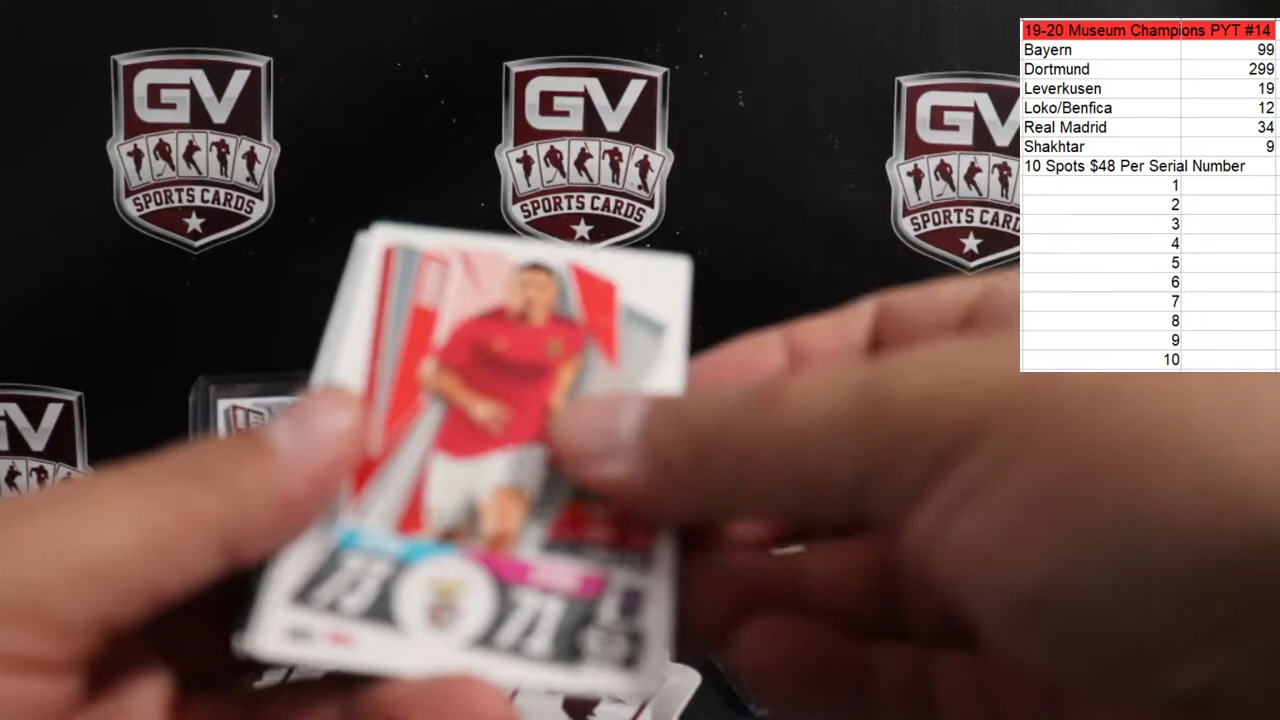 GV
SPORTS CARDS
GV
SPORTS CARDS
GV
SPORTS CARD
19-20 Museum Champions PYT #14
Bayern 99
Dortmund 299
Leverkusen 19
Loko/Benfica 12
Real Madrid 34
Shakhtar 9
10 Spots $48 Per Serial Number
1
2
3
4
5
6
7
8
9
10